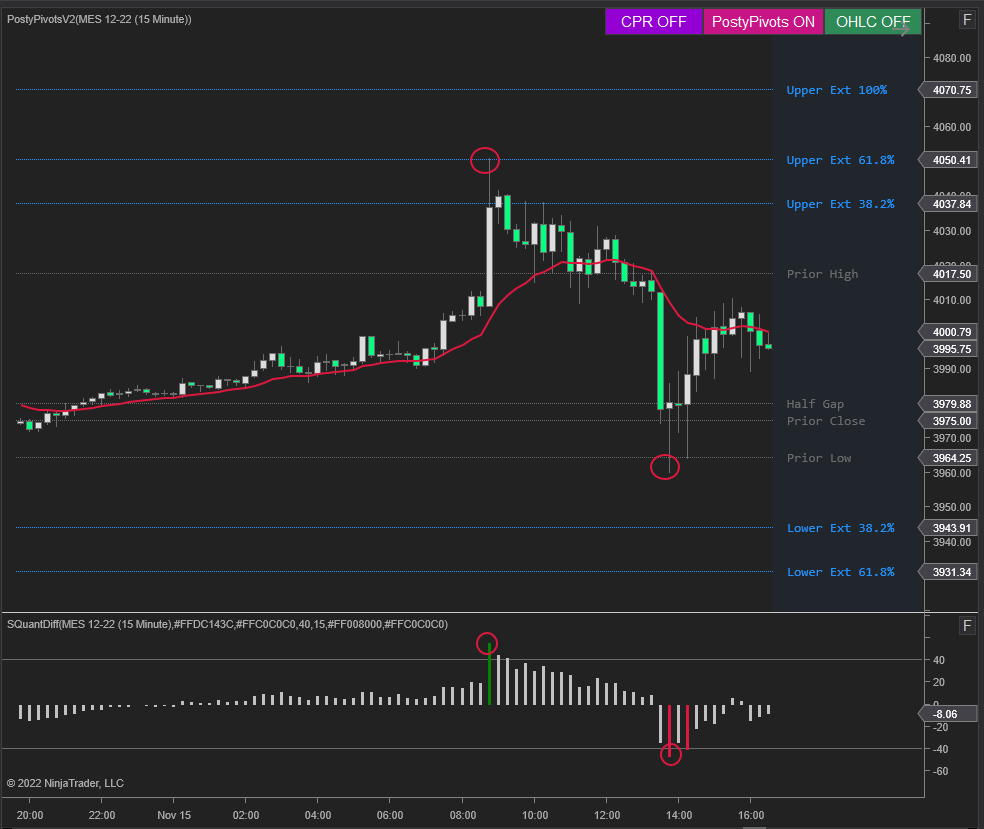 PostyPivotsV2(MES 12-22 (15 Minute))
CPR OFF PostyPivots ON OHLC OFF F
4080.00
Upper Ext 100% 4070.75
4060.00
Upper Ext 61.8% 4050.41
4040.00
Upper Ext 38.2% 4037.84
4030.00
4020.00
Prior High 4017.50
4010.00
4000.79
3995.75
3990.00
Half Gap 3979.88
Prior Close 3975.00
3970.00
Prior Low 3964.25
3960.00
3950.00
Lower Ext 38.2% 3943.91
3940.00
Lower Ext 61.8% 3931.34
SQuantDiff(MES 12-22 (15 Minute),#FFDC143C,#FFC0C0C0,40,15,#FF008000,#FFC0C0C0) F
40
20
0
-8.06
-20
-40
-60
© 2022 NinjaTrader, LLC
20:00 22:00 Nov 15 02:00 04:00 06:00 08:00 10:00 12:00 14:00 16:00